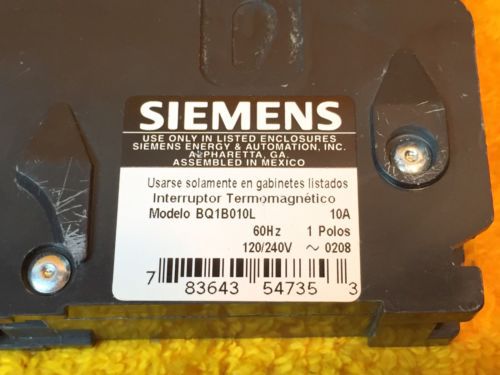 SIEMENS
USE ONLY IN LISTED ENCLOSURES
SIEMENS ENERGY & AUTOMATION, INC.
ALPHARETTA, GA.
ASSEMBLED IN MEXICO
Usarse solamente en gabinetes listados
Interruptor Termomagnético
Modelo BQ1B010L 10A
60Hz 1 Polos
120/240V ~ 0208
7 83643 54735 3